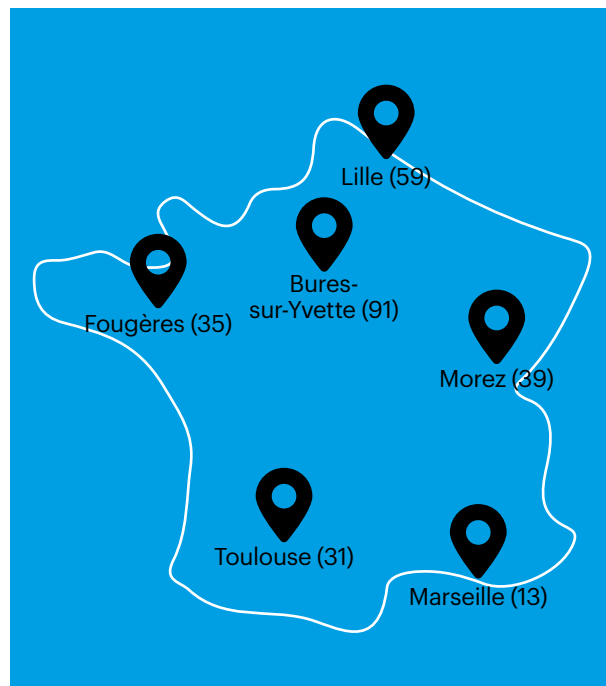 Lille (59)
Bures-
sur-Yvette (91)
Fougères (35)
Morez (39)
Toulouse (31)
Marseille (13)